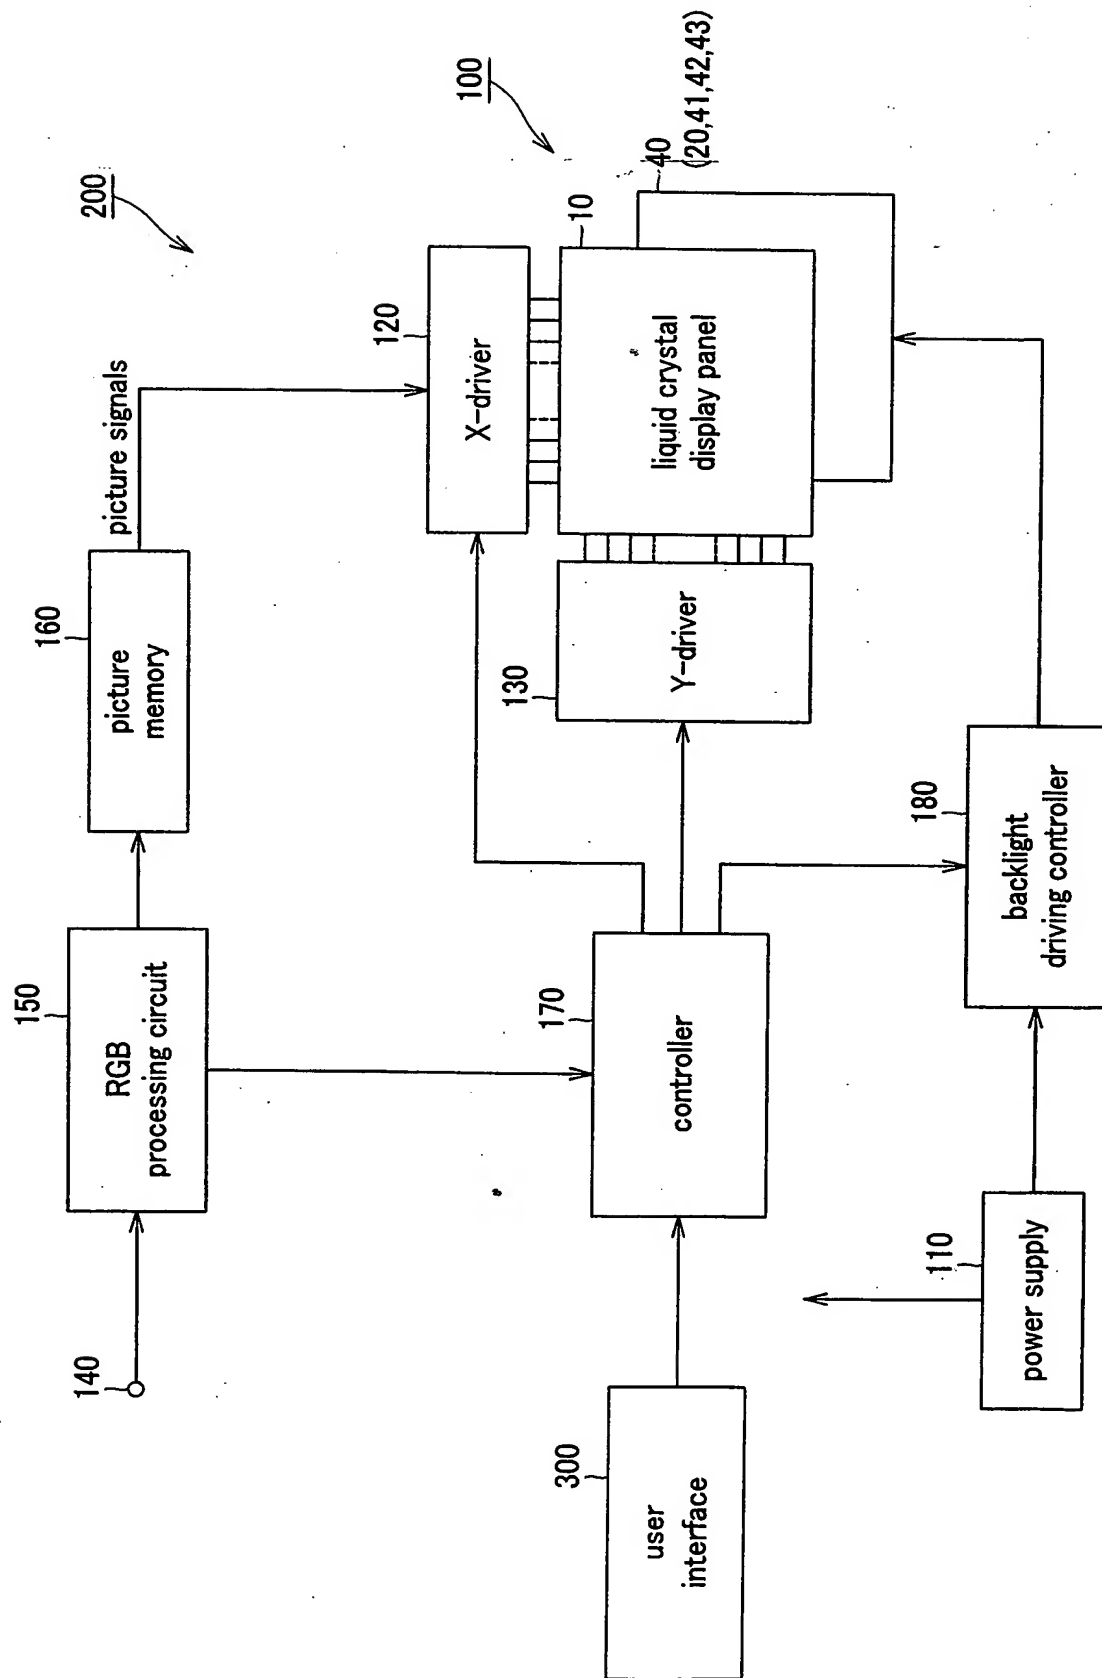 200
100
picture signals
160
picture
memory
120
X-driver
10
40
(20,41,42,43)
liquid crystal
display panel
130
Y-driver
150
RGB
processing circuit
170
controller
180
backlight
driving controller
140
110
power supply
300
user
interface